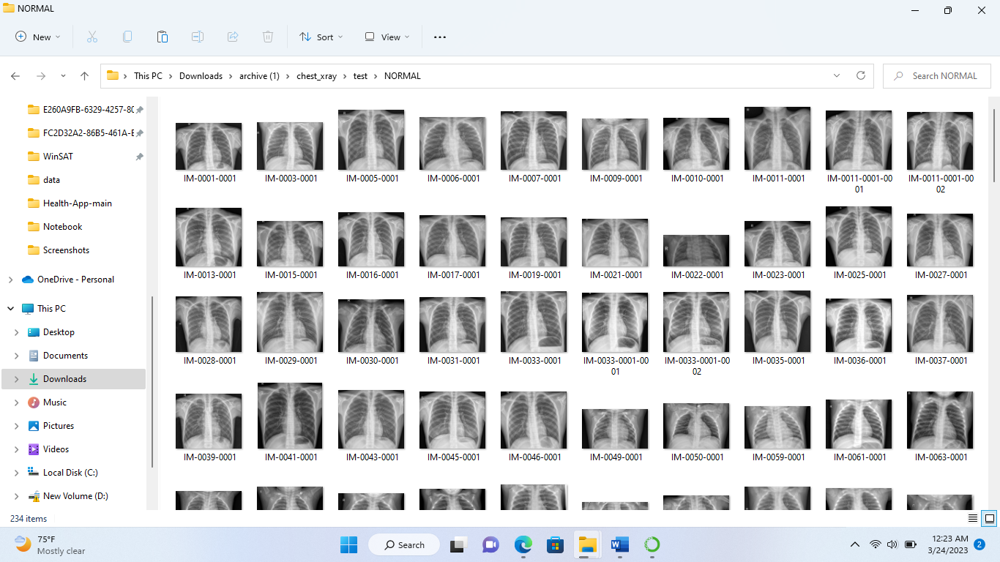 NORMAL
New
Sort
View
This PC
Downloads
archive (1)
chest_xray
test
NORMAL
Search NORMAL
E260A9FB-6329-4257-80
FC2D32A2-86B5-461A-E
WinSAT
data
Health-App-main
Notebook
Screenshots
OneDrive - Personal
This PC
Desktop
Documents
Downloads
Music
Pictures
Videos
Local Disk (C:)
New Volume (D:)
IM-0001-0001
IM-0003-0001
IM-0005-0001
IM-0006-0001
IM-0007-0001
IM-0009-0001
IM-0010-0001
IM-0011-0001
IM-0011-0001-00
01
IM-0011-0001-00
02
IM-0013-0001
IM-0015-0001
IM-0016-0001
IM-0017-0001
IM-0019-0001
IM-0021-0001
IM-0022-0001
IM-0023-0001
IM-0025-0001
IM-0027-0001
IM-0028-0001
IM-0029-0001
IM-0030-0001
IM-0031-0001
IM-0033-0001
IM-0033-0001-00
01
IM-0033-0001-00
02
IM-0035-0001
IM-0036-0001
IM-0037-0001
IM-0039-0001
IM-0041-0001
IM-0043-0001
IM-0045-0001
IM-0046-0001
IM-0049-0001
IM-0050-0001
IM-0059-0001
IM-0061-0001
IM-0063-0001
234 items
75°F
Mostly clear
Search
W
12:23 AM
3/24/2023
2